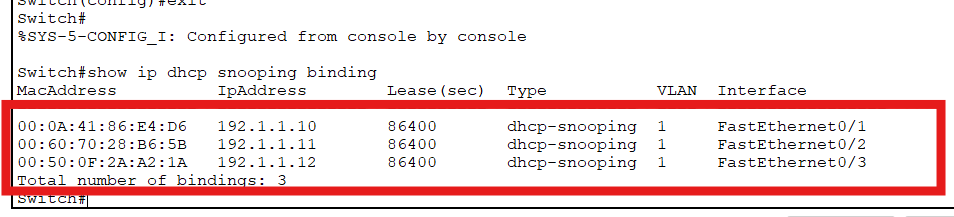 Switch(config)#exit
Switch#
%SYS-5-CONFIG_I: Configured from console by console
Switch#show ip dhcp snooping binding
MacAddress IpAddress Lease(sec) Type VLAN Interface
00:0A:41:86:E4:D6 192.1.1.10 86400 dhcp-snooping 1 FastEthernet0/1
00:60:70:28:B6:5B 192.1.1.11 86400 dhcp-snooping 1 FastEthernet0/2
00:50:0F:2A:A2:1A 192.1.1.12 86400 dhcp-snooping 1 FastEthernet0/3
Total number of bindings: 3
Switch#